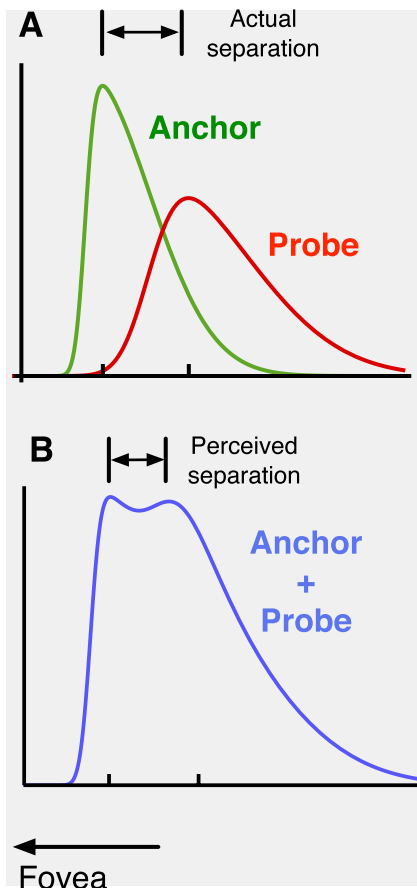 A
Actual
separation
Anchor
Probe
B
Perceived
separation
Anchor
+
Probe
Fovea